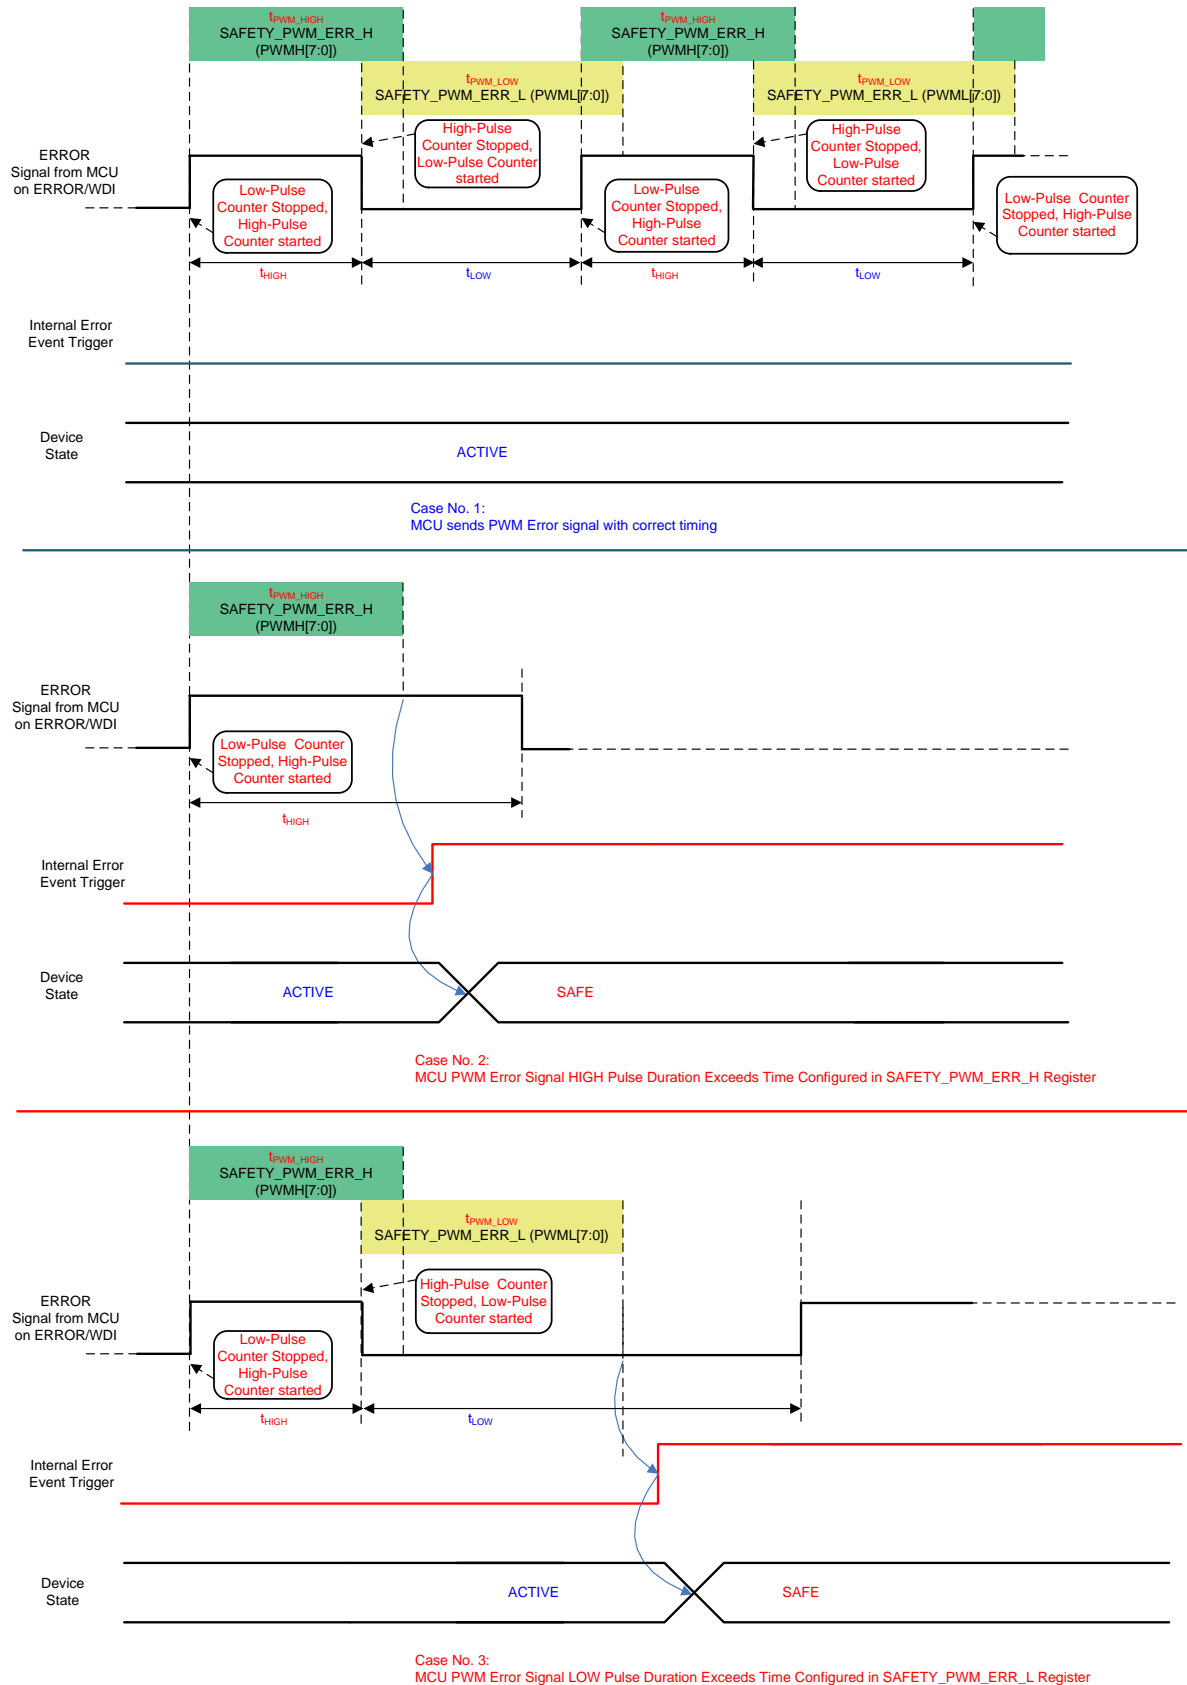 tPWM_HIGH
SAFETY_PWM_ERR_H
(PWMH[7:0])
tPWM_HIGH
SAFETY_PWM_ERR_H
(PWMH[7:0])
tPWM_LOW
SAFETY_PWM_ERR_L (PWML[7:0])
tPWM_LOW
SAFETY_PWM_ERR_L (PWML[7:0])
ERROR
Signal from MCU
on ERROR/WDI
High-Pulse
Counter Stopped,
Low-Pulse Counter
started
High-Pulse
Counter Stopped,
Low-Pulse
Counter started
Low-Pulse
Counter Stopped,
High-Pulse
Counter started
Low-Pulse
Counter Stopped,
High-Pulse
Counter started
Low-Pulse Counter
Stopped, High-Pulse
Counter started
tHIGH
tLOW
tHIGH
tLOW
Internal Error
Event Trigger
Device
State
ACTIVE
Case No. 1:
MCU sends PWM Error signal with correct timing
tPWM_HIGH
SAFETY_PWM_ERR_H
(PWMH[7:0])
ERROR
Signal from MCU
on ERROR/WDI
Low-Pulse Counter
Stopped, High-Pulse
Counter started
tHIGH
Internal Error
Event Trigger
Device
State
ACTIVE
SAFE
Case No. 2:
MCU PWM Error Signal HIGH Pulse Duration Exceeds Time Configured in SAFETY_PWM_ERR_H Register
tPWM_HIGH
SAFETY_PWM_ERR_H
(PWMH[7:0])
tPWM_LOW
SAFETY_PWM_ERR_L (PWML[7:0])
ERROR
Signal from MCU
on ERROR/WDI
High-Pulse Counter
Stopped, Low-Pulse
Counter started
Low-Pulse
Counter Stopped,
High-Pulse
Counter started
tHIGH
tLOW
Internal Error
Event Trigger
Device
State
ACTIVE
SAFE
Case No. 3:
MCU PWM Error Signal LOW Pulse Duration Exceeds Time Configured in SAFETY_PWM_ERR_L Register